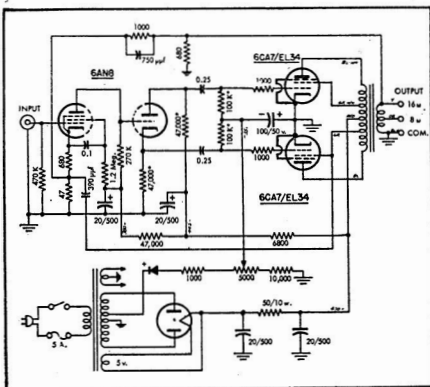 1000
750 µµf
680
6AN8
6CA7/EL34
0.25
1000
INPUT
100 K*
47,000*
OUTPUT
16 w
8 w
COM.
0.1
270 K
100/50 v.
680
1.2
390 µµf
470 K
47
47,000*
0.25
100 K*
1000
20/500
20/500
6CA7/EL34
47,000
6800
1000
5000
10,000
50/10 w.
5 A.
5 v.
20/500
20/500